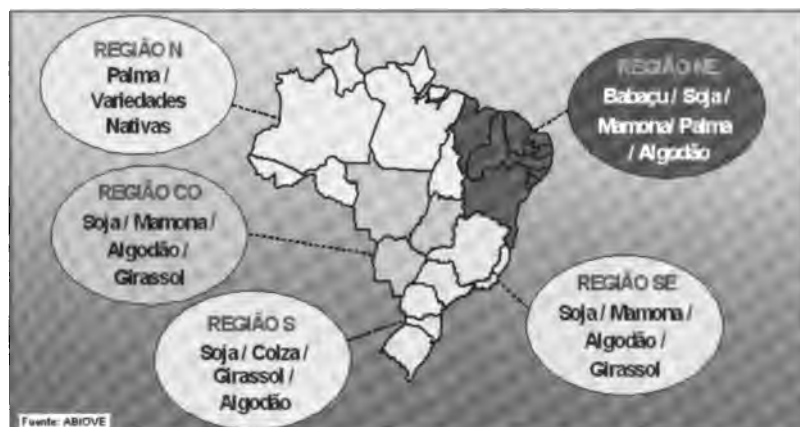 REGIÃO N
Palma /
Variedades
Nativas
REGIÃO NE
Babaçu / Soja /
Mamona/ Palma
/ Algodão
REGIÃO CO
Soja / Mamona /
Algodão /
Girassol
REGIÃO SE
Soja / Mamona /
Algodão /
Girassol
REGIÃO S
Soja / Colza /
Girassol /
Algodão
Fuente: ABIOVE